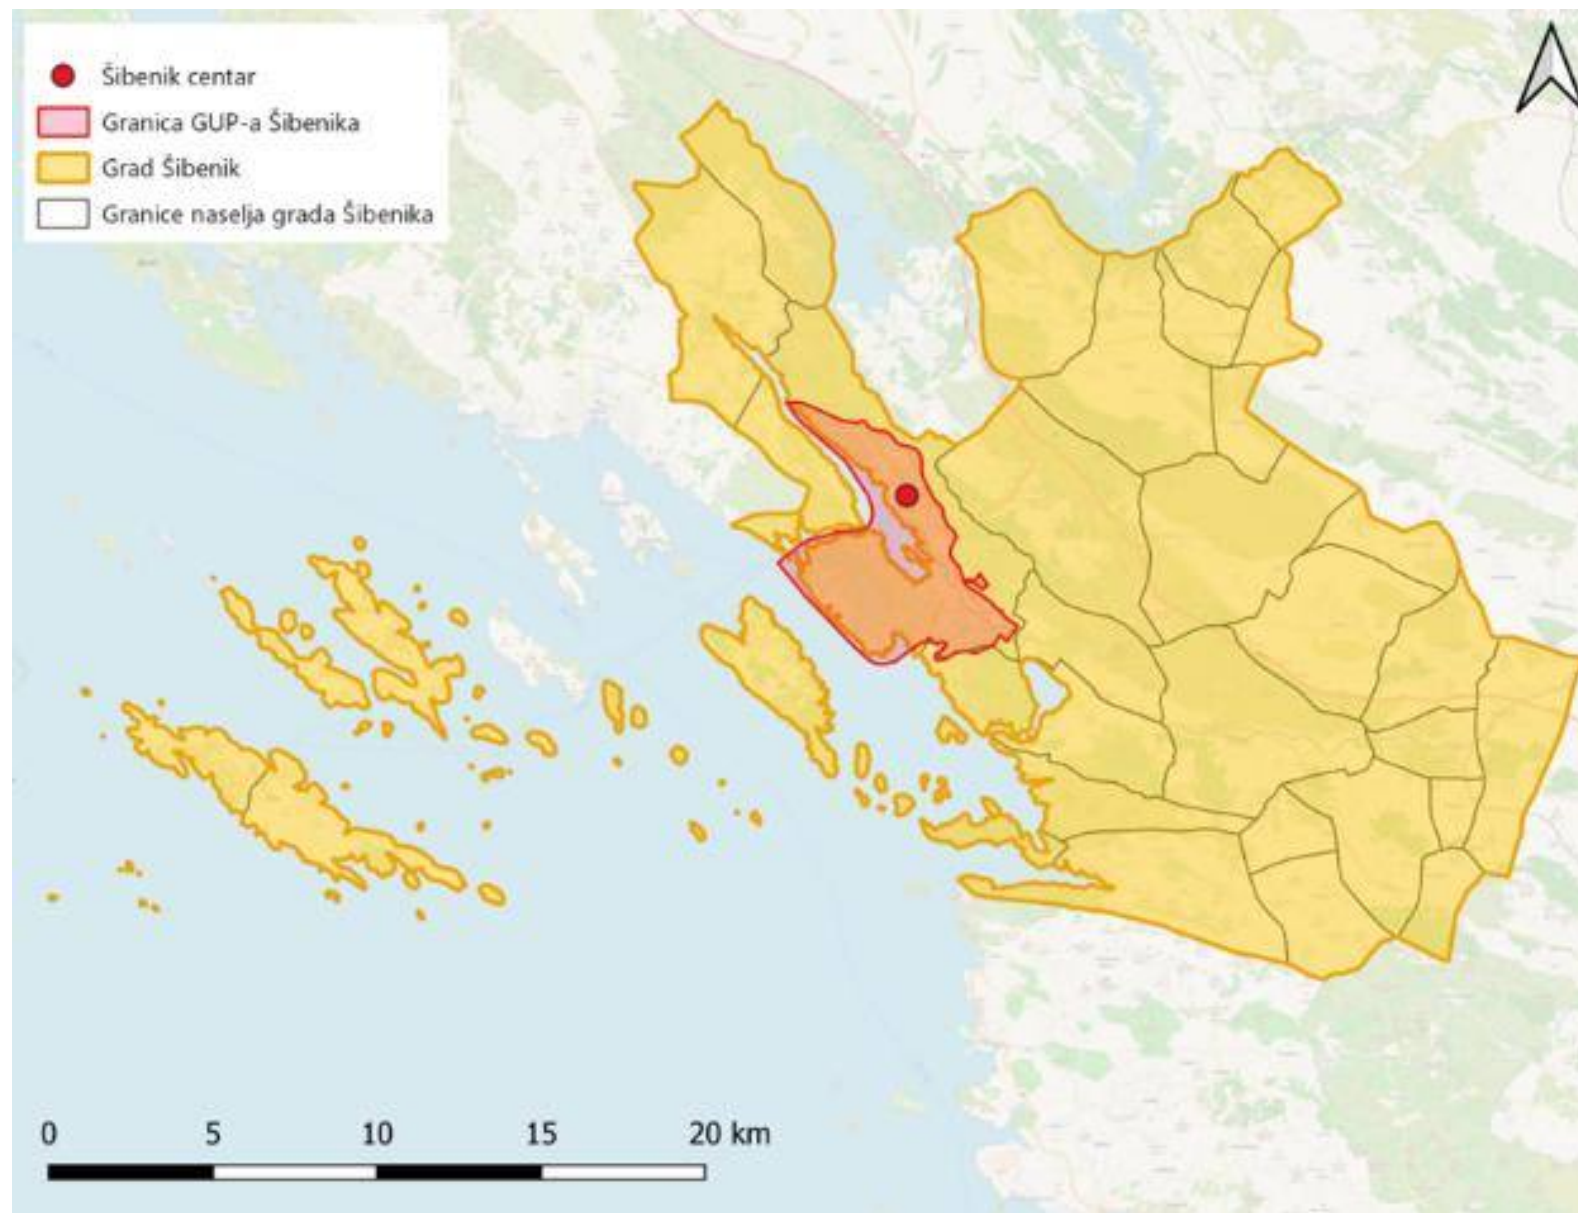 Šibenik centar
Granica GUP-a Šibenika
Grad Šibenik
Granice naselja grada Šibenika
0 5 10 15 20 km